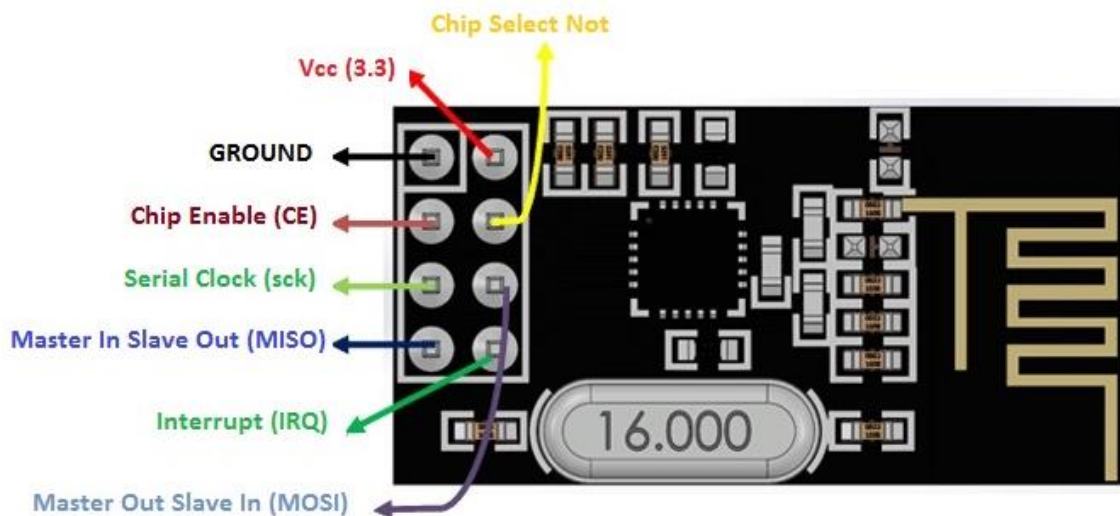 Chip Select Not
Vcc (3.3)
GROUND
Chip Enable (CE)
Serial Clock (sck)
Master In Slave Out (MISO)
Interrupt (IRQ)
16.000
Master Out Slave In (MOSI)